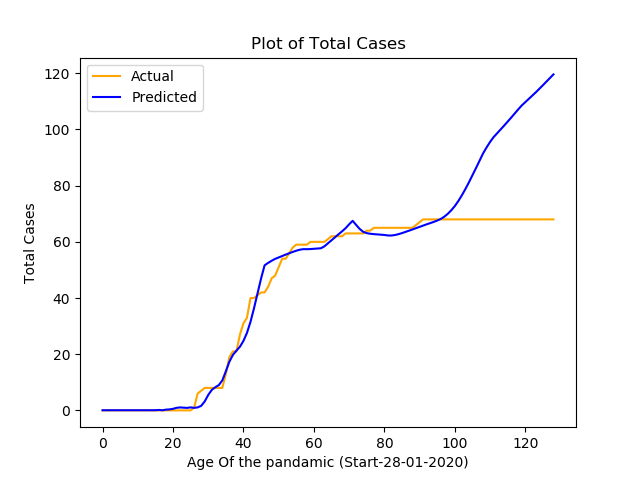 Plot of Total Cases
Actual
Predicted
120
100
80
60
40
20
0
Total Cases
0 20 40 60 80 100 120
Age Of the pandamic (Start-28-01-2020)